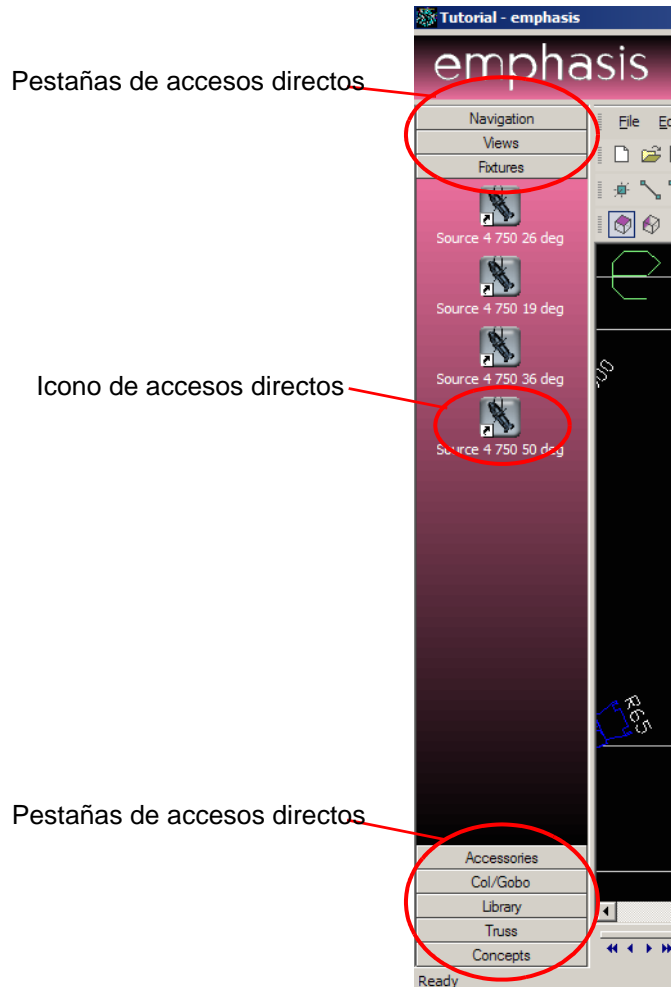 Tutorial - emphasis
emphasis
Pestañas de accesos directos
Navigation
Views
Fixtures
File
Source 4 750 26 deg
Source 4 750 19 deg
Source 4 750 36 deg
Icono de accesos directos
Source 4 750 50 deg
R65
Pestañas de accesos directos
Accessories
Col/Gobo
Library
Truss
Concepts
Ready